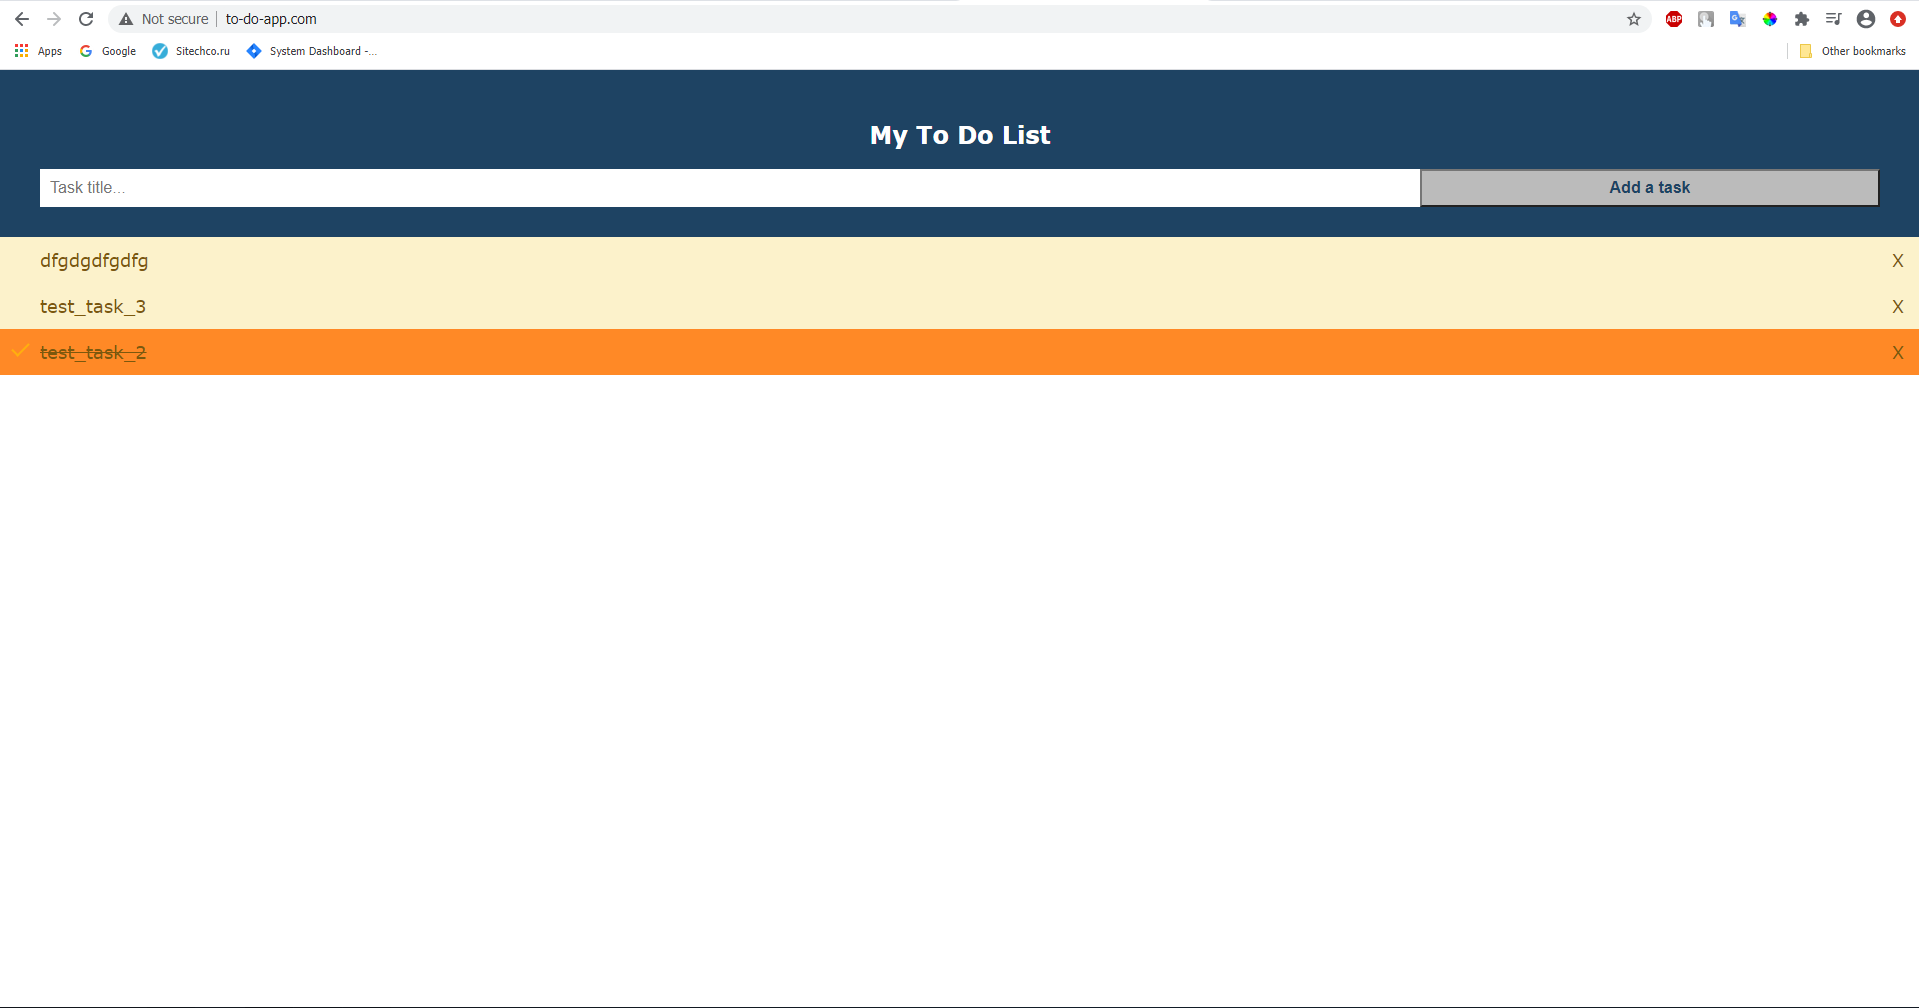 Not secure to-do-app.com
Apps Google Sitechco.ru System Dashboard -... Other bookmarks
My To Do List
Task title... Add a task
dfgdgdfgdfg X
test_task_3 X
test_task_2 X